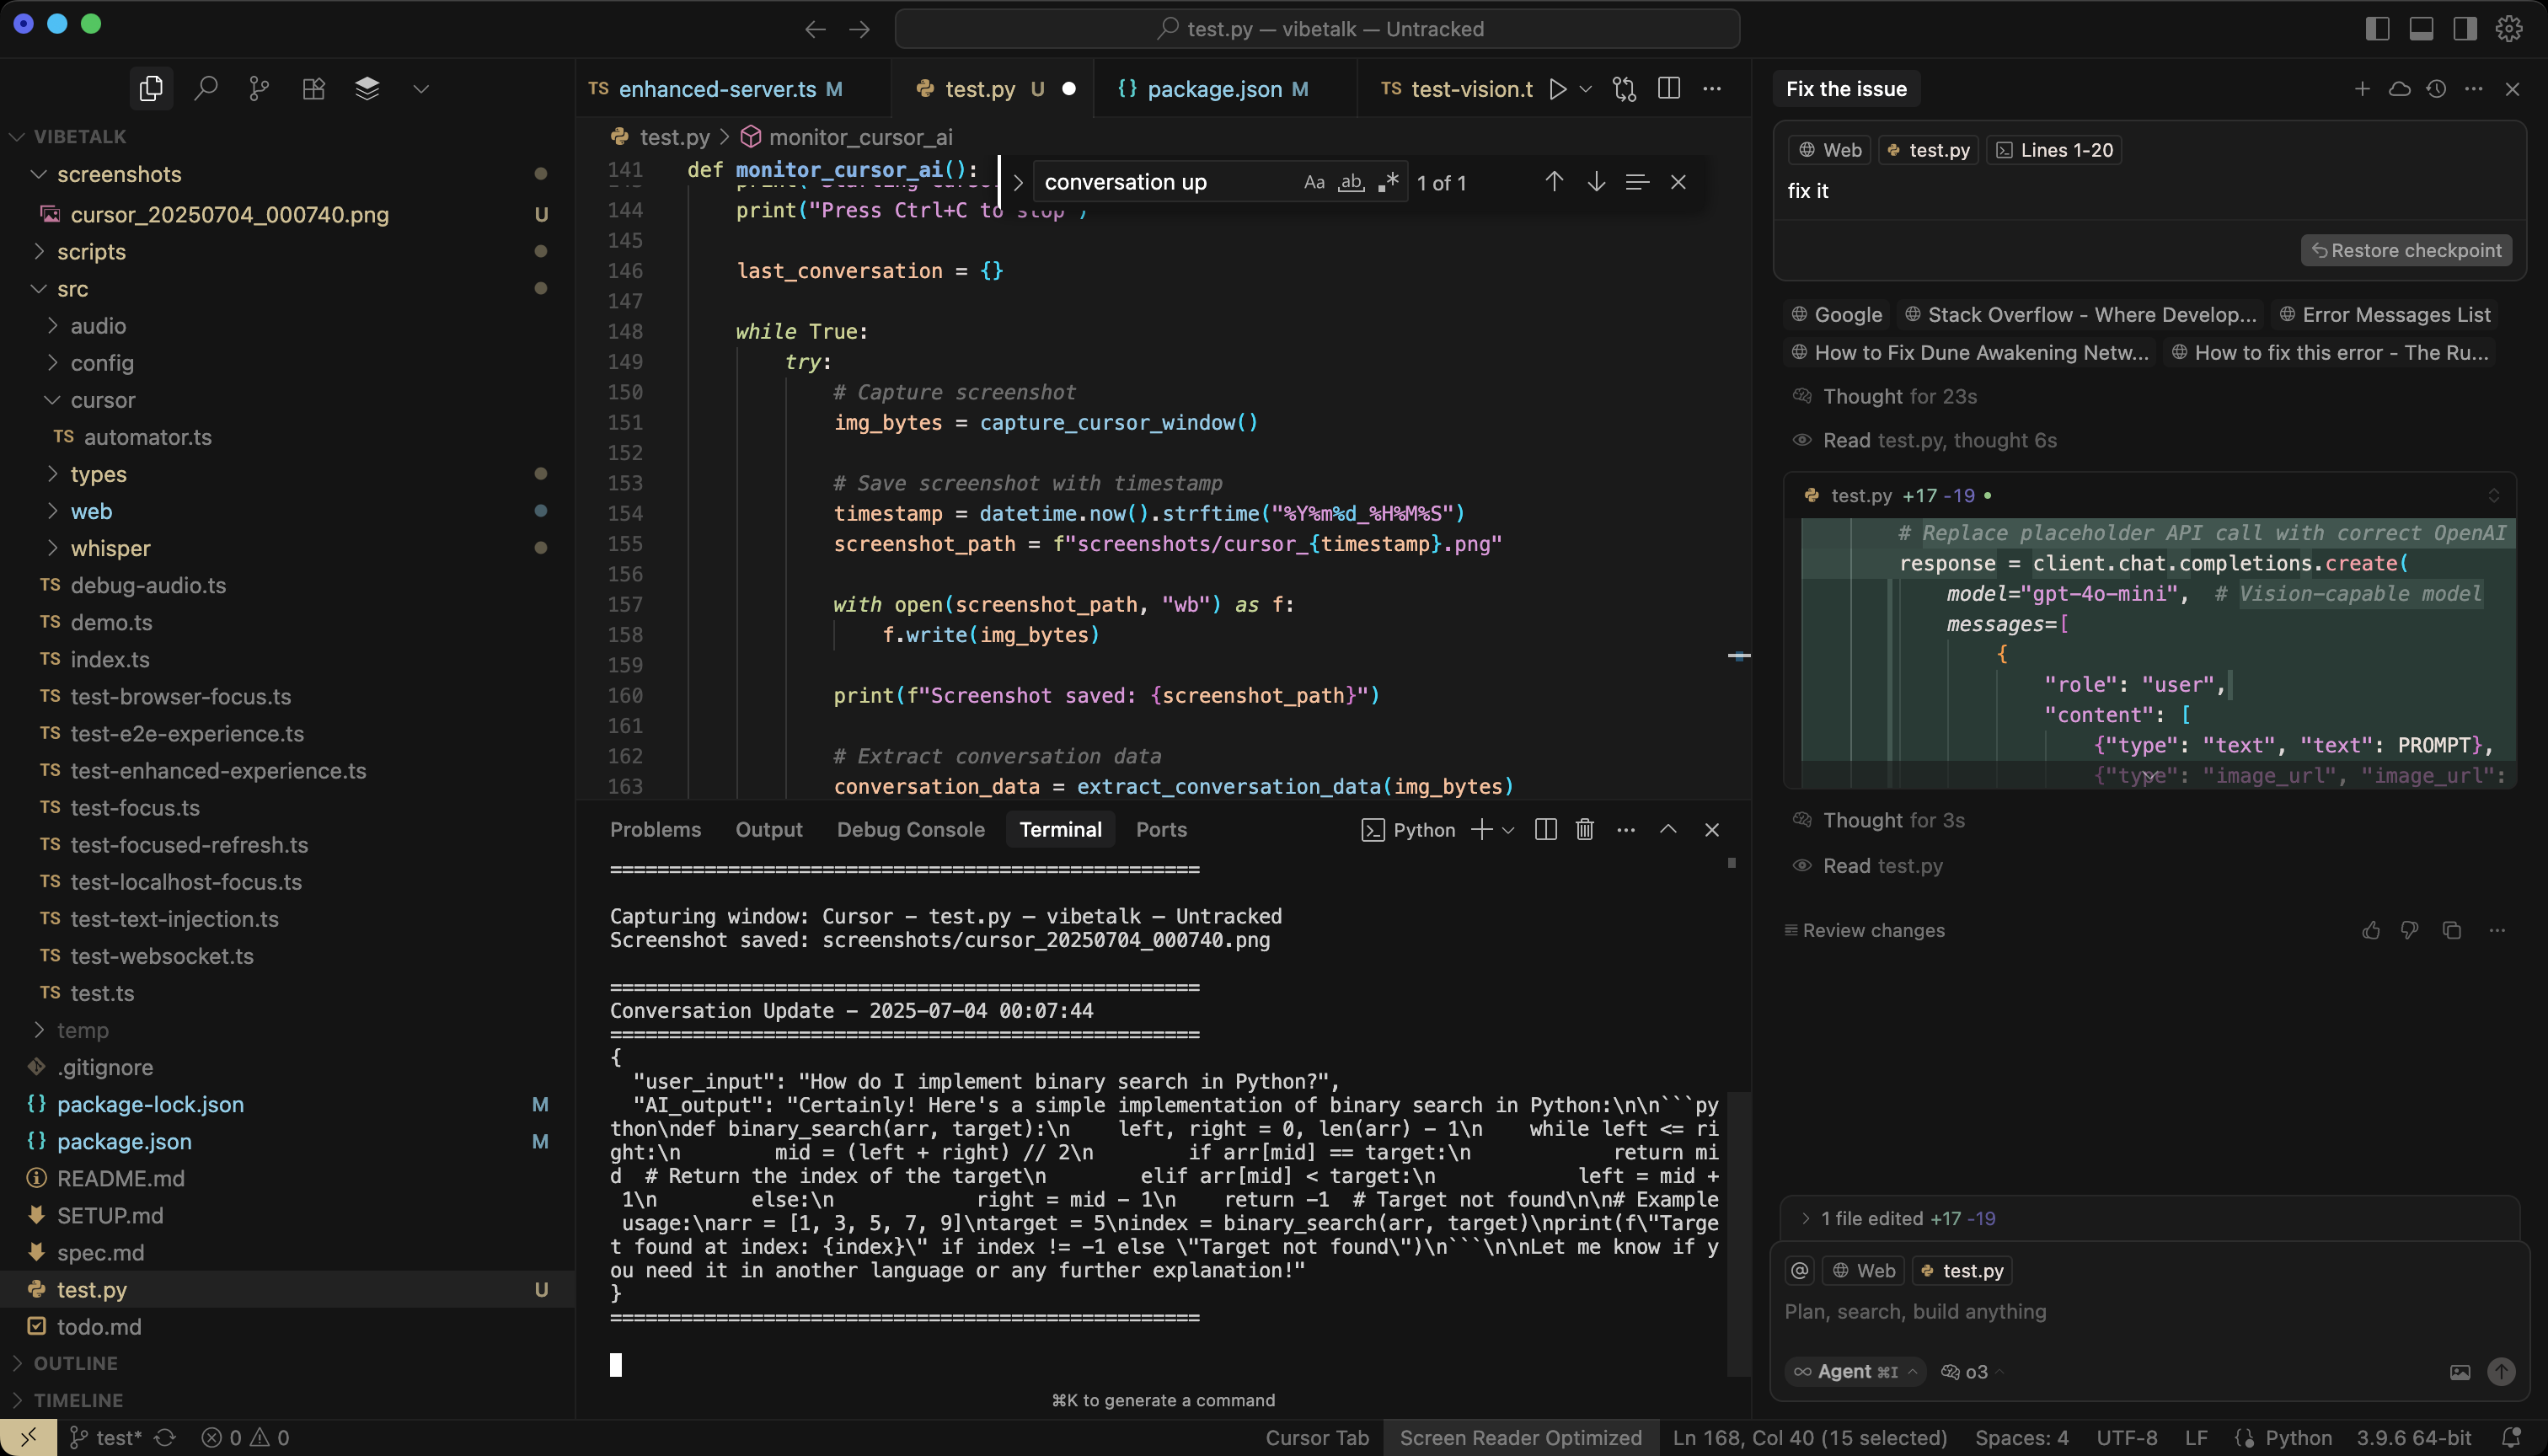 test.py — vibetalk — Untracked
VIBETALK
screenshots
cursor_20250704_000740.png U
scripts
src
audio
config
cursor
TS automator.ts
types
web
whisper
TS debug-audio.ts
TS demo.ts
TS index.ts
TS test-browser-focus.ts
TS test-e2e-experience.ts
TS test-enhanced-experience.ts
TS test-focus.ts
TS test-focused-refresh.ts
TS test-localhost-focus.ts
TS test-text-injection.ts
TS test-websocket.ts
TS test.ts
temp
.gitignore
{} package-lock.json M
{} package.json M
README.md
SETUP.md
spec.md
test.py U
todo.md
OUTLINE
TIMELINE
TS enhanced-server.ts M test.py U {} package.json M TS test-vision.t
test.py > monitor_cursor_ai
conversation up Aa ab 1 of 1
141 def monitor_cursor_ai():
144 print("Press Ctrl+C to stop")
145
146 last_conversation = {}
147
148 while True:
149 try:
150 # Capture screenshot
151 img_bytes = capture_cursor_window()
152
153 # Save screenshot with timestamp
154 timestamp = datetime.now().strftime("%Y%m%d_%H%M%S")
155 screenshot_path = f"screenshots/cursor_{timestamp}.png"
156
157 with open(screenshot_path, "wb") as f:
158 f.write(img_bytes)
159
160 print(f"Screenshot saved: {screenshot_path}")
161
162 # Extract conversation data
163 conversation_data = extract_conversation_data(img_bytes)
Problems Output Debug Console Terminal Ports Python
==================================================
Capturing window: Cursor — test.py — vibetalk — Untracked
Screenshot saved: screenshots/cursor_20250704_000740.png
==================================================
Conversation Update - 2025-07-04 00:07:44
==================================================
{
"user_input": "How do I implement binary search in Python?",
"AI_output": "Certainly! Here's a simple implementation of binary search in Python:\n\n```py
thon\ndef binary_search(arr, target):\n    left, right = 0, len(arr) - 1\n    while left <= ri
ght:\n        mid = (left + right) // 2\n        if arr[mid] == target:\n            return mi
d  # Return the index of the target\n        elif arr[mid] < target:\n            left = mid +
1\n        else:\n            right = mid - 1\n    return -1  # Target not found\n\n# Example
usage:\narr = [1, 3, 5, 7, 9]\ntarget = 5\nindex = binary_search(arr, target)\nprint(f\"Targe
t found at index: {index}\" if index != -1 else \"Target not found\")\n```\n\nLet me know if y
ou need it in another language or any further explanation!"
}
==================================================
⌘K to generate a command
Fix the issue
Web test.py Lines 1-20
fix it
Restore checkpoint
Google Stack Overflow - Where Develop... Error Messages List
How to Fix Dune Awakening Netw... How to fix this error - The Ru...
Thought for 23s
Read test.py, thought 6s
test.py +17 -19
# Replace placeholder API call with correct OpenAI
response = client.chat.completions.create(
model="gpt-4o-mini",  # Vision-capable model
messages=[
{
"role": "user",
"content": [
{"type": "text", "text": PROMPT},
{"type": "image_url", "image_url":
Thought for 3s
Read test.py
Review changes
1 file edited +17 -19
@ Web test.py
Plan, search, build anything
Agent ⌘I o3
test* 0 0 Cursor Tab Screen Reader Optimized Ln 168, Col 40 (15 selected) Spaces: 4 UTF-8 LF Python 3.9.6 64-bit